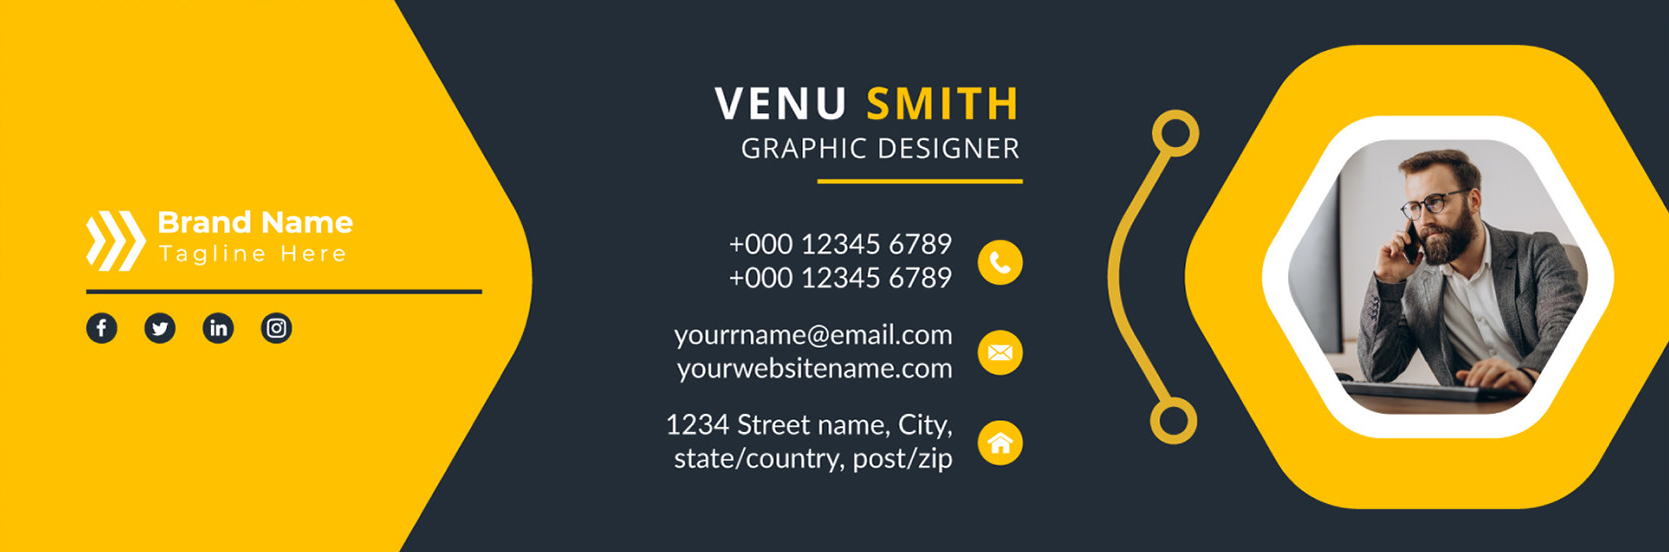 Brand Name
Tagline Here
VENU SMITH
GRAPHIC DESIGNER
+000 12345 6789
+000 12345 6789
yourrname@email.com
yourwebsitename.com
1234 Street name, City,
state/country, post/zip